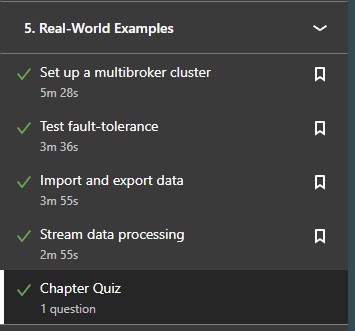 5. Real-World Examples
Set up a multibroker cluster
5m 28s
Test fault-tolerance
3m 36s
Import and export data
3m 55s
Stream data processing
2m 55s
Chapter Quiz
1 question